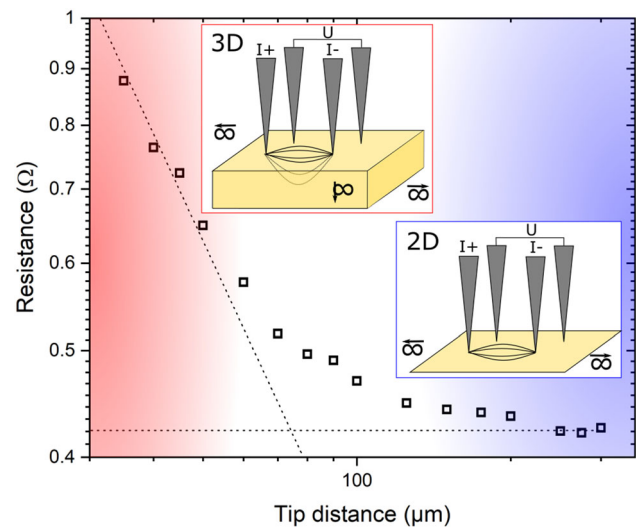 1
0.9
0.8
0.7
0.6
0.5
0.4
Resistance (Ω)
100
Tip distance (μm)
3D
U
I+ I-
∞
∞
∞
2D
U
I+ I-
∞
∞